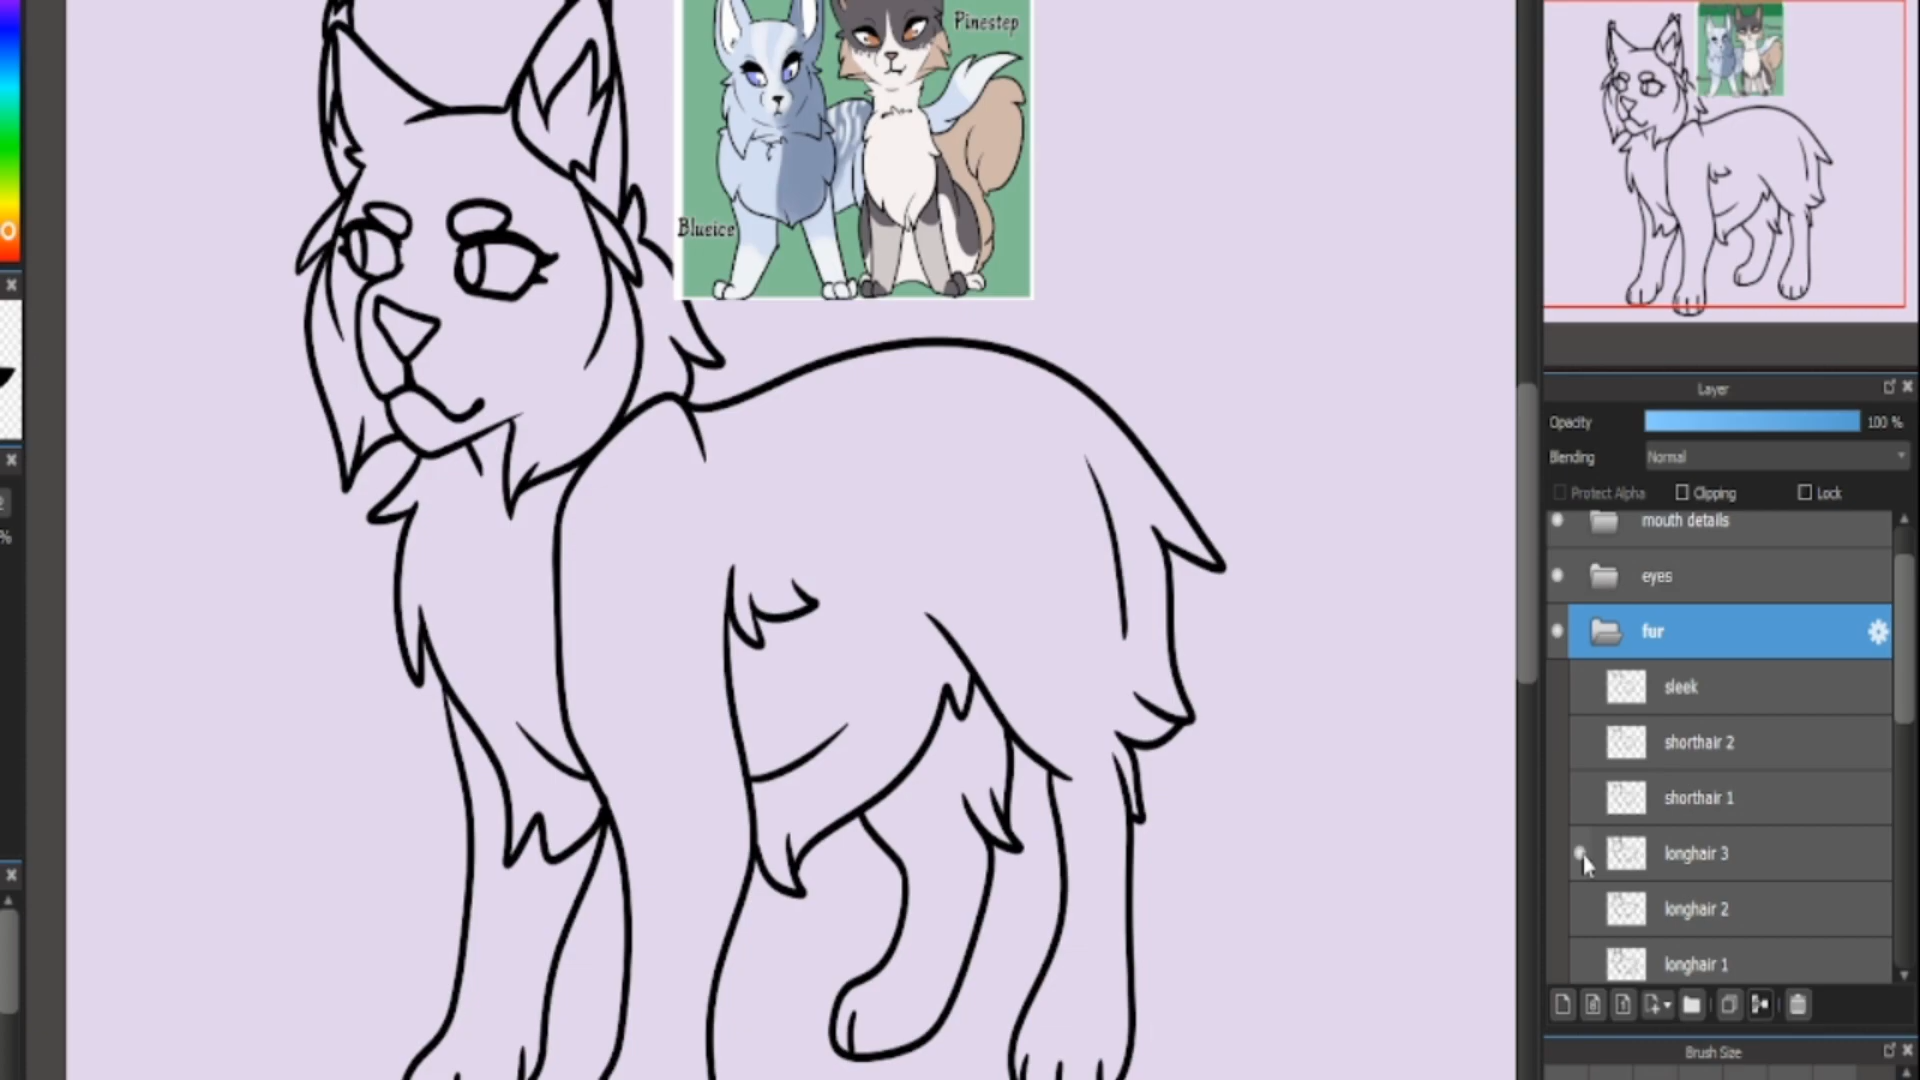 Pinestep
Blueice
Layer
Opacity
100 %
Blending
Normal
Protect Alpha
Clipping
Lock
mouth details
eyes
fur
sleek
shorthair 2
shorthair 1
longhair 3
longhair 2
longhair 1
Brush Size
%